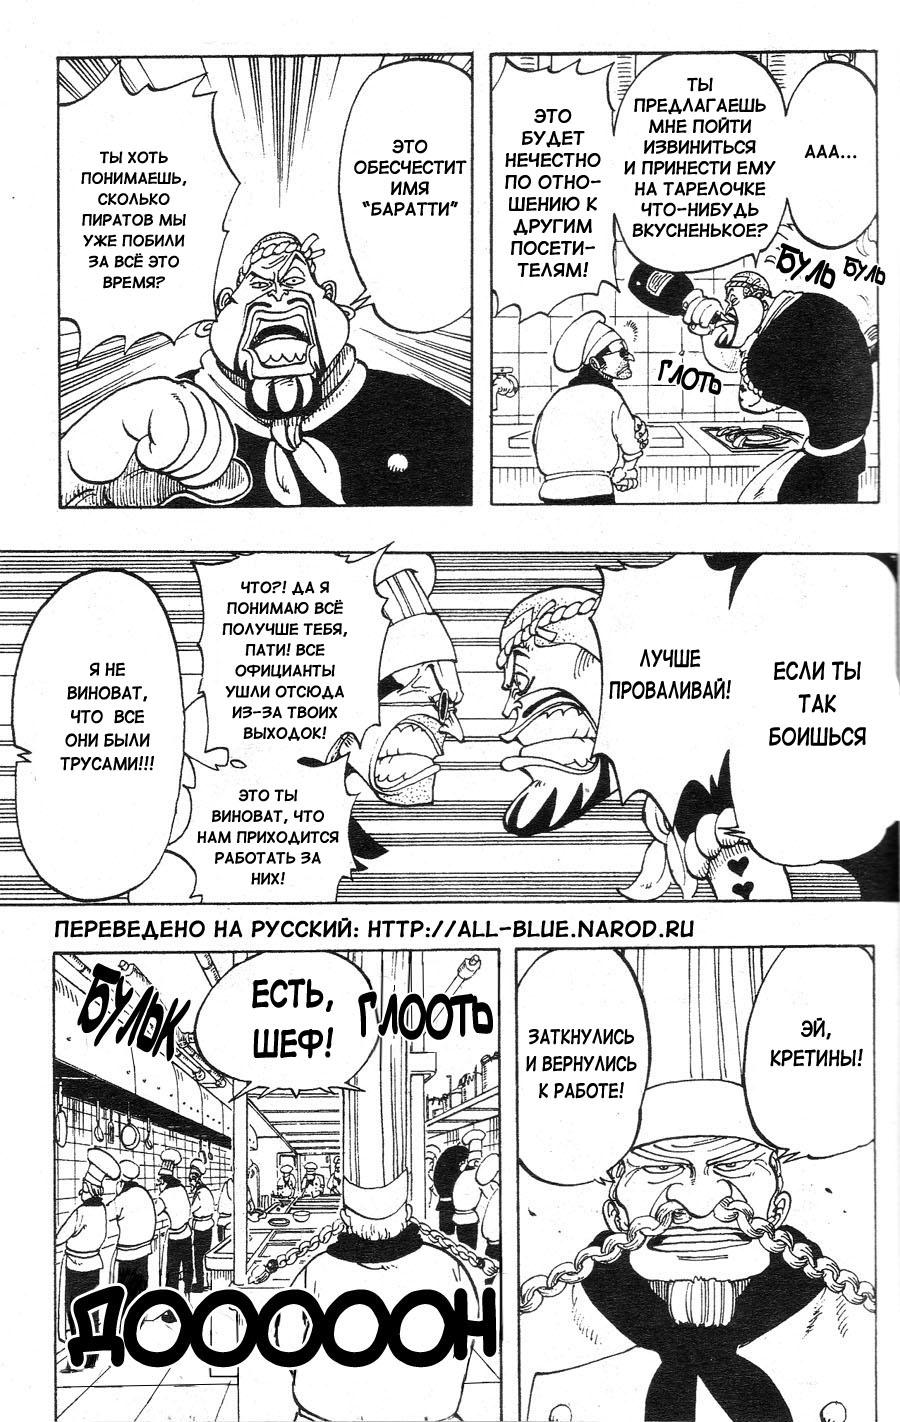 ААА...
ТЫ
ПРЕДЛАГАЕШЬ
МНЕ ПОЙТИ
ИЗВИНИТЬСЯ
И ПРИНЕСТИ ЕМУ
НА ТАРЕЛОЧКЕ
ЧТО-НИБУДЬ
ВКУСНЕНЬКОЕ?
ЭТО
БУДЕТ
НЕЧЕСТНО
ПО ОТНО-
ШЕНИЮ К
ДРУГИМ
ПОСЕТИ-
ТЕЛЯМ!
БУЛЬ
БУЛЬ
ГЛОТЬ
ЭТО
ОБЕСЧЕСТИТ
ИМЯ
"БАРАТТИ"
ТЫ ХОТЬ
ПОНИМАЕШЬ,
СКОЛЬКО
ПИРАТОВ МЫ
УЖЕ ПОБИЛИ
ЗА ВСЁ ЭТО
ВРЕМЯ?
ЕСЛИ ТЫ
ТАК
БОИШЬСЯ
ЛУЧШЕ
ПРОВАЛИВАЙ!
ЧТО?! ДА Я
ПОНИМАЮ ВСЁ
ПОЛУЧШЕ ТЕБЯ,
ПАТИ! ВСЕ
ОФИЦИАНТЫ
УШЛИ ОТСЮДА
ИЗ-ЗА ТВОИХ
ВЫХОДОК!
ЭТО ТЫ
ВИНОВАТ, ЧТО
НАМ ПРИХОДИТСЯ
РАБОТАТЬ ЗА
НИХ!
Я НЕ
ВИНОВАТ,
ЧТО ВСЕ
ОНИ БЫЛИ
ТРУСАМИ!!!
ПЕРЕВЕДЕНО НА РУССКИЙ: HTTP://ALL-BLUE.NAROD.RU
ЭЙ,
КРЕТИНЫ!
ЗАТКНУЛИСЬ
И ВЕРНУЛИСЬ
К РАБОТЕ!
ГЛООТЬ
ЕСТЬ,
ШЕФ!
БУЛЬК
ДООООООН